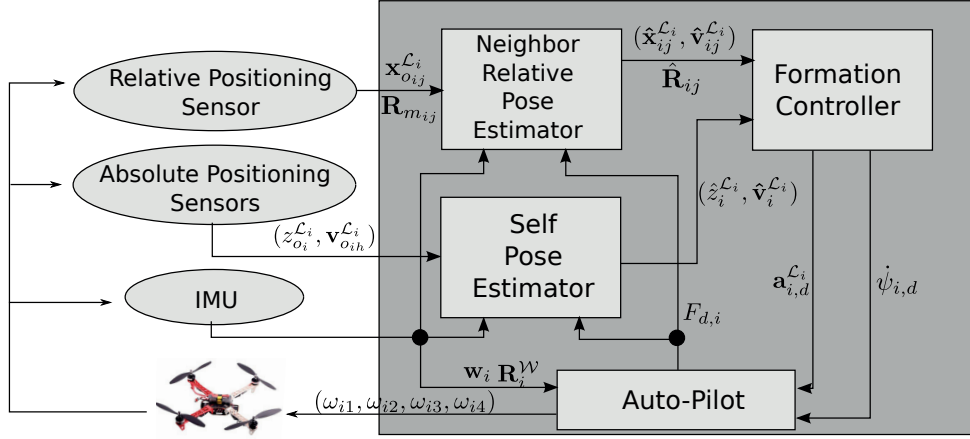 Relative Positioning
Sensor
Absolute Positioning
Sensors
IMU
$\mathbf{x}_{o_{ij}}^{\mathcal{L}_i}$
$\mathbf{R}_{m_{ij}}$
$(z_{o_i}^{\mathcal{L}_i}, \mathbf{v}_{o_{ih}}^{\mathcal{L}_i})$
Neighbor
Relative
Pose
Estimator
$(\hat{\mathbf{x}}_{ij}^{\mathcal{L}_i}, \hat{\mathbf{v}}_{ij}^{\mathcal{L}_i})$
$\hat{\mathbf{R}}_{ij}$
Formation
Controller
Self
Pose
Estimator
$(\hat{z}_i^{\mathcal{L}_i}, \hat{\mathbf{v}}_i^{\mathcal{L}_i})$
$\mathbf{a}_{i,d}^{\mathcal{L}_i}$
$\dot{\psi}_{i,d}$
$F_{d,i}$
$\mathbf{w}_i \ \mathbf{R}_i^{\mathcal{W}}$
Auto-Pilot
$(\omega_{i1}, \omega_{i2}, \omega_{i3}, \omega_{i4})$